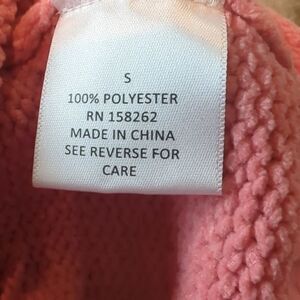 S
100% POLYESTER
RN 158262
MADE IN CHINA
SEE REVERSE FOR
CARE